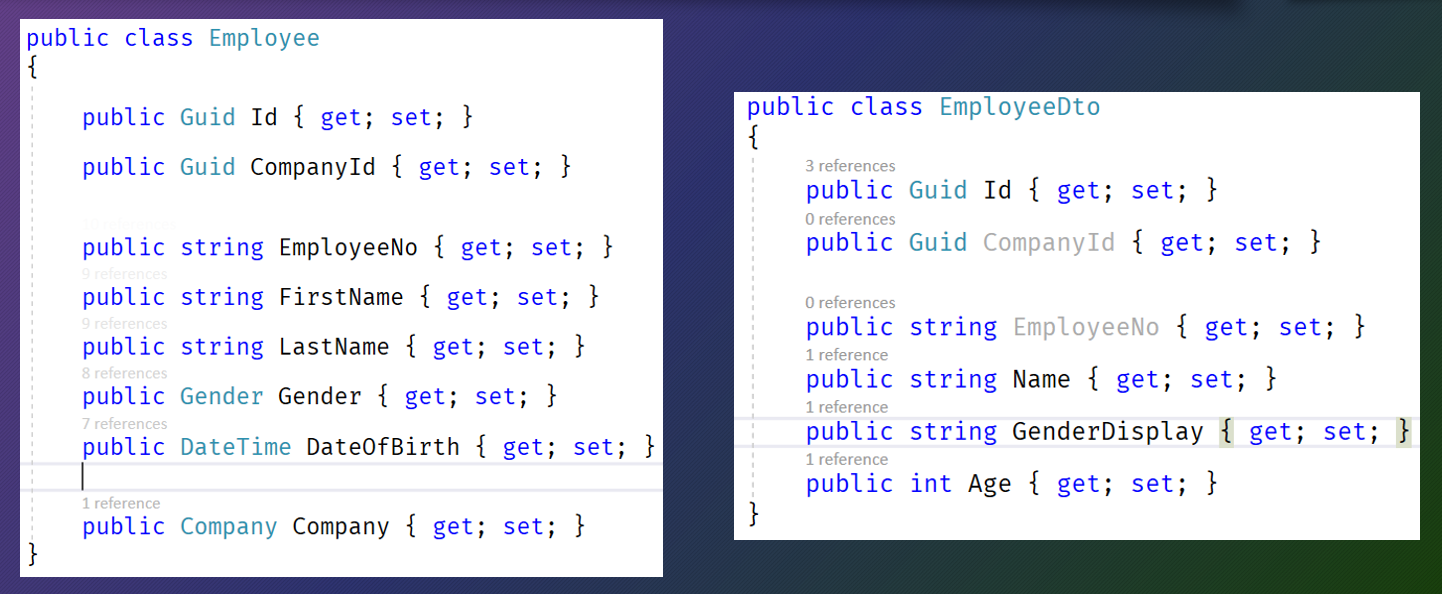 public class Employee
{
public Guid Id { get; set; }
public Guid CompanyId { get; set; }
public string EmployeeNo { get; set; }
9 references
public string FirstName { get; set; }
9 references
public string LastName { get; set; }
8 references
public Gender Gender { get; set; }
7 references
public DateTime DateOfBirth { get; set; }
1 reference
public Company Company { get; set; }
}
public class EmployeeDto
{
3 references
public Guid Id { get; set; }
0 references
public Guid CompanyId { get; set; }
0 references
public string EmployeeNo { get; set; }
1 reference
public string Name { get; set; }
1 reference
public string GenderDisplay { get; set; }
1 reference
public int Age { get; set; }
}